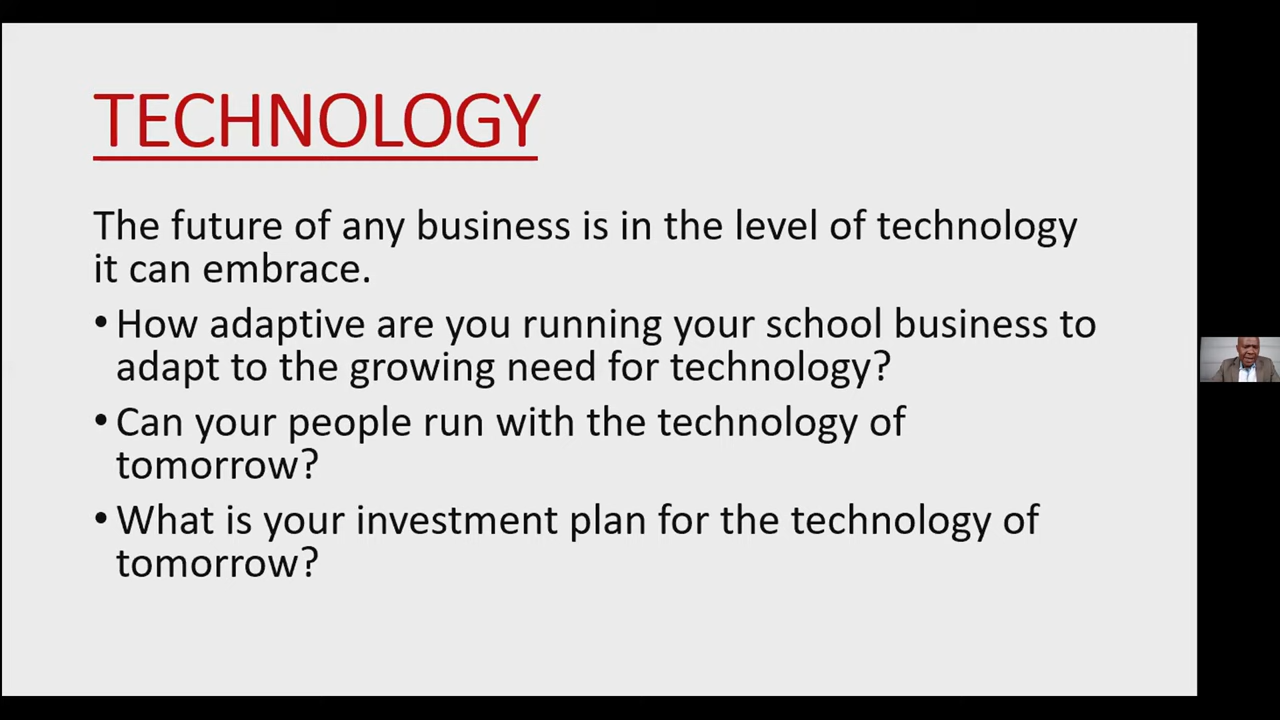 TECHNOLOGY
The future of any business is in the level of technology
it can embrace.
•How adaptive are you running your school business to
adapt to the growing need for technology?
•Can your people run with the technology of
tomorrow?
•What is your investment plan for the technology of
tomorrow?